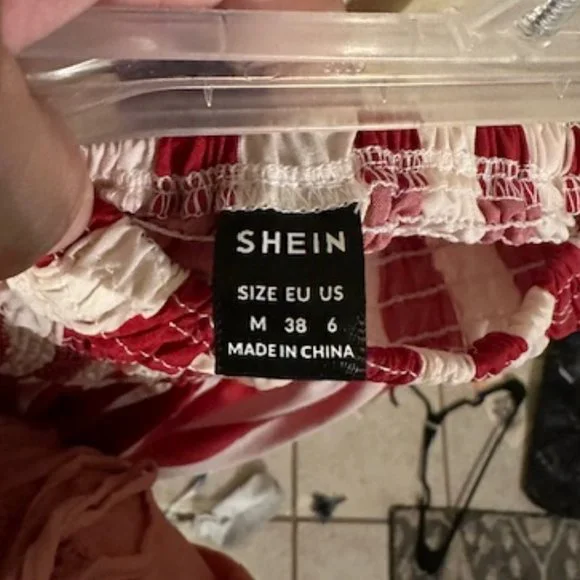 SHEIN
SIZE EU US
M 38 6
MADE IN CHINA